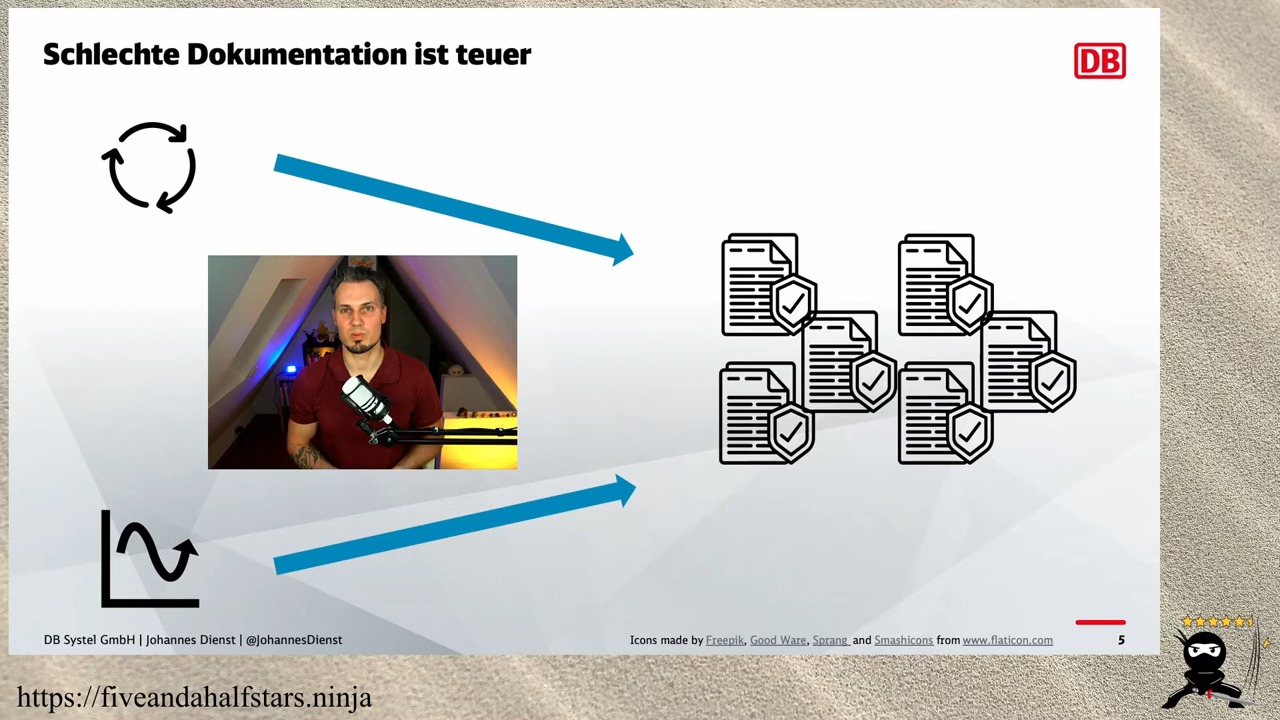 Schlechte Dokumentation ist teuer
DB
DB Systel GmbH | Johannes Dienst | @JohannesDienst
Icons made by Freepik, Good Ware, Sprang and Smashicons from www.flaticon.com
5
https://fiveandahalfstars.ninja